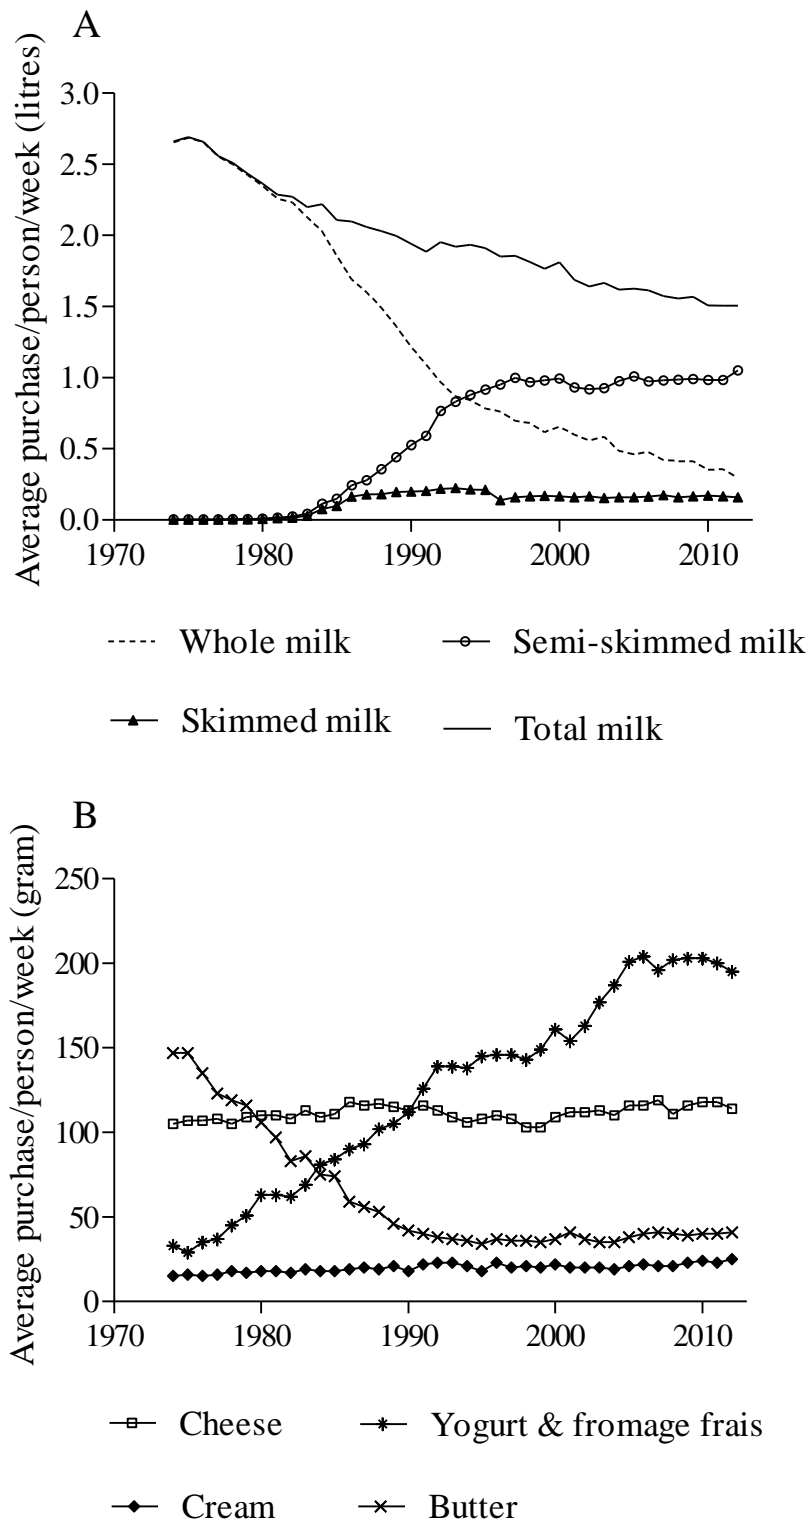 A
Average purchase/person/week (litres)
3.0
2.5
2.0
1.5
1.0
0.5
0.0
1970 1980 1990 2000 2010
Whole milk Semi-skimmed milk
Skimmed milk Total milk
B
Average purchase/person/week (gram)
250
200
150
100
50
0
1970 1980 1990 2000 2010
Cheese Yogurt & fromage frais
Cream Butter